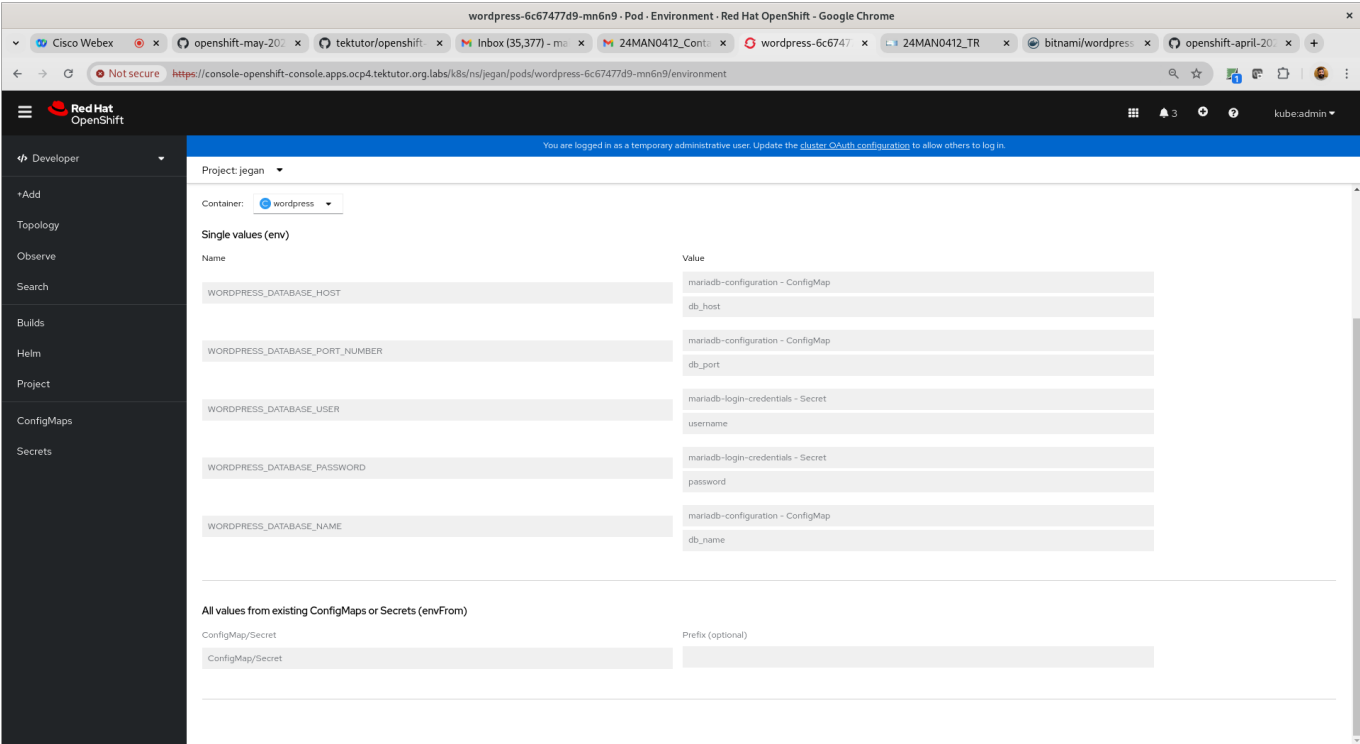 wordpress-6c67477d9-mn6n9 · Pod · Environment · Red Hat OpenShift - Google Chrome
Cisco Webex
openshift-may-202
tektutor/openshift-
Inbox (35,377) - ma
24MAN0412_Conta
wordpress-6c6747
24MAN0412_TR
bitnami/wordpress
openshift-april-202
Not secure https://console-openshift-console.apps.ocp4.tektutor.org.labs/k8s/ns/jegan/pods/wordpress-6c67477d9-mn6n9/environment
1
Red Hat
OpenShift
3
kube:admin
You are logged in as a temporary administrative user. Update the cluster OAuth configuration to allow others to log in.
Developer
+Add
Topology
Observe
Search
Builds
Helm
Project
ConfigMaps
Secrets
Project: jegan
Container: C wordpress
Single values (env)
Name Value
WORDPRESS_DATABASE_HOST
mariadb-configuration - ConfigMap
db_host
WORDPRESS_DATABASE_PORT_NUMBER
mariadb-configuration - ConfigMap
db_port
WORDPRESS_DATABASE_USER
mariadb-login-credentials - Secret
username
WORDPRESS_DATABASE_PASSWORD
mariadb-login-credentials - Secret
password
WORDPRESS_DATABASE_NAME
mariadb-configuration - ConfigMap
db_name
All values from existing ConfigMaps or Secrets (envFrom)
ConfigMap/Secret Prefix (optional)
ConfigMap/Secret